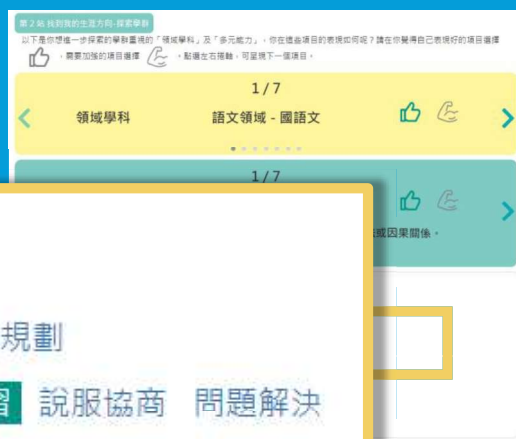 第 2 站 找到我的生涯方向-探索學群
以下是你想進一步探索的學群重視的「領域學科」及「多元能力」，你在這些項目的表現如何呢？請在你覺得自己表現好的項目選擇
，需要加強的項目選擇 ，點選左右箭軸，可呈現下一個項目。
1 / 7
領域學科 語文領域 - 國語文
1 / 7
或因果關係。
規劃
習 說服協商 問題解決